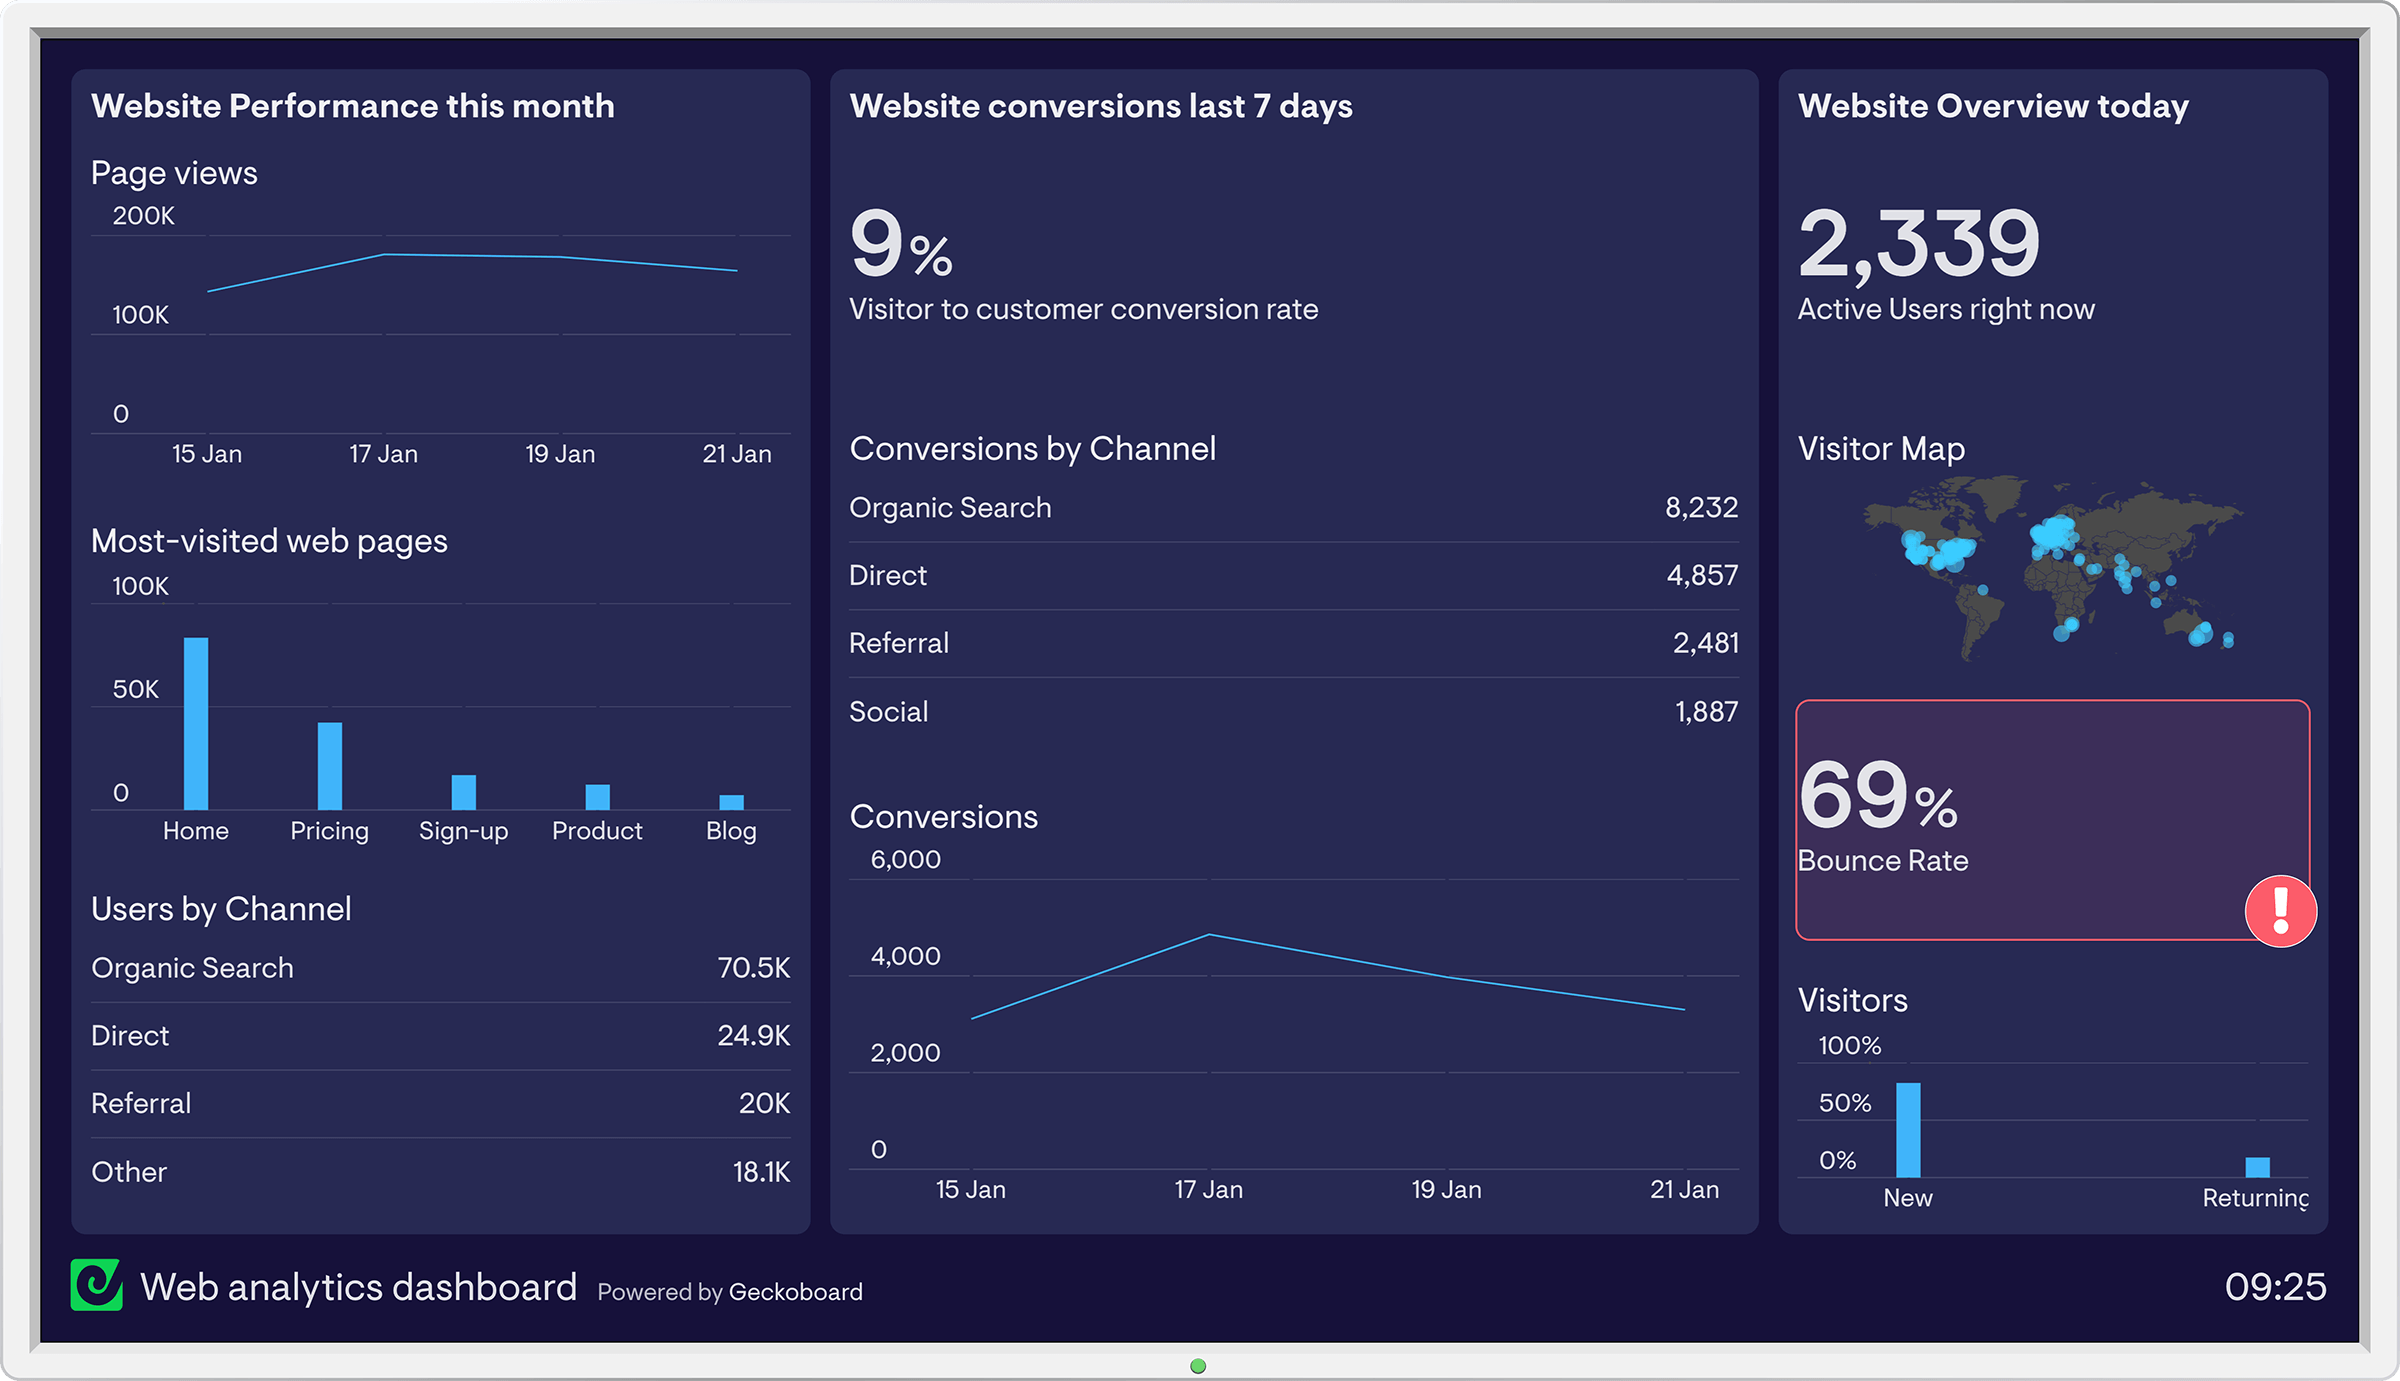 Website Performance this month
Page views
200K
100K
0
15 Jan 17 Jan 19 Jan 21 Jan
Most-visited web pages
100K
50K
0
Home Pricing Sign-up Product Blog
Users by Channel
Organic Search 70.5K
Direct 24.9K
Referral 20K
Other 18.1K
Website conversions last 7 days
9%
Visitor to customer conversion rate
Conversions by Channel
Organic Search 8,232
Direct 4,857
Referral 2,481
Social 1,887
Conversions
6,000
4,000
2,000
0
15 Jan 17 Jan 19 Jan 21 Jan
Website Overview today
2,339
Active Users right now
Visitor Map
69%
Bounce Rate
!
Visitors
100%
50%
0%
New Returning
Web analytics dashboard Powered by Geckoboard
09:25